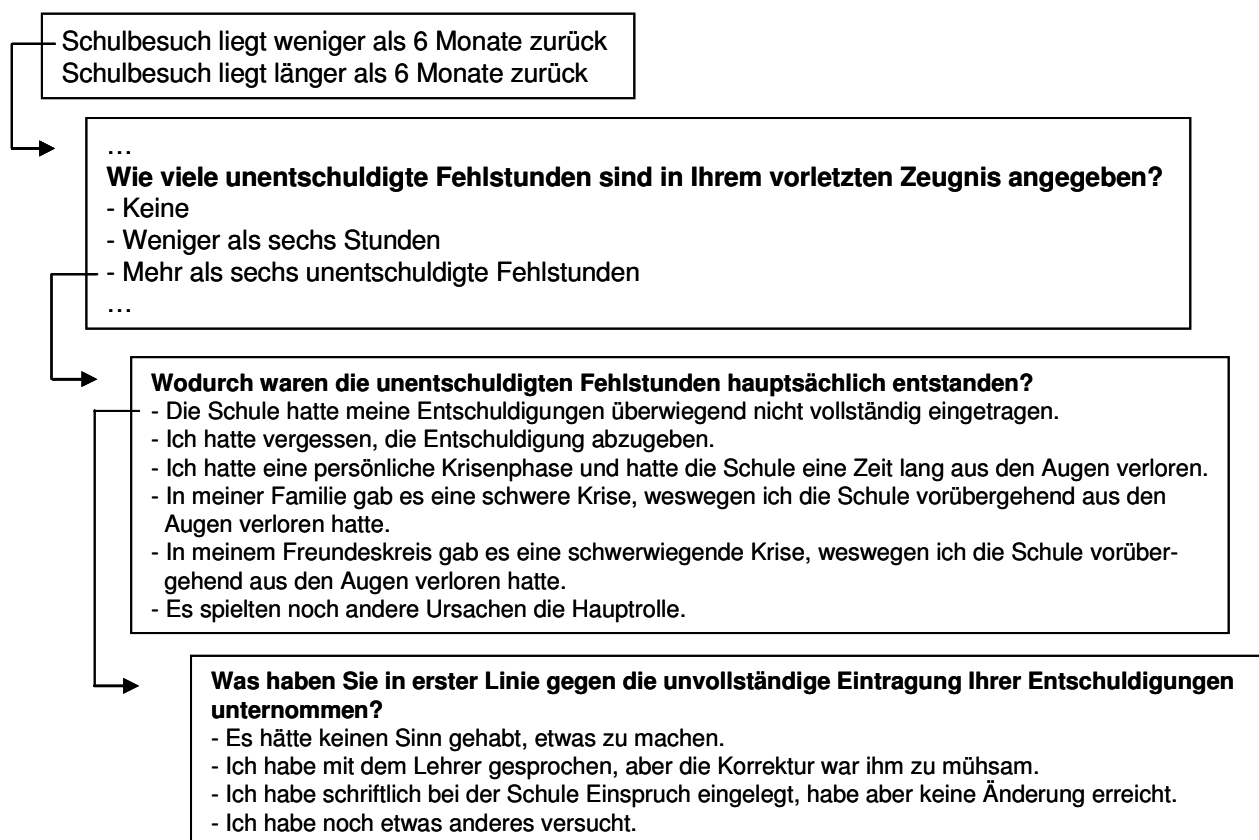 Schulbesuch liegt weniger als 6 Monate zurück
Schulbesuch liegt länger als 6 Monate zurück
…
Wie viele unentschuldigte Fehlstunden sind in Ihrem vorletzten Zeugnis angegeben?
- Keine
- Weniger als sechs Stunden
- Mehr als sechs unentschuldigte Fehlstunden
…
Wodurch waren die unentschuldigten Fehlstunden hauptsächlich entstanden?
- Die Schule hatte meine Entschuldigungen überwiegend nicht vollständig eingetragen.
- Ich hatte vergessen, die Entschuldigung abzugeben.
- Ich hatte eine persönliche Krisenphase und hatte die Schule eine Zeit lang aus den Augen verloren.
- In meiner Familie gab es eine schwere Krise, weswegen ich die Schule vorübergehend aus den
Augen verloren hatte.
- In meinem Freundeskreis gab es eine schwerwiegende Krise, weswegen ich die Schule vorüber-
gehend aus den Augen verloren hatte.
- Es spielten noch andere Ursachen die Hauptrolle.
Was haben Sie in erster Linie gegen die unvollständige Eintragung Ihrer Entschuldigungen
unternommen?
- Es hätte keinen Sinn gehabt, etwas zu machen.
- Ich habe mit dem Lehrer gesprochen, aber die Korrektur war ihm zu mühsam.
- Ich habe schriftlich bei der Schule Einspruch eingelegt, habe aber keine Änderung erreicht.
- Ich habe noch etwas anderes versucht.